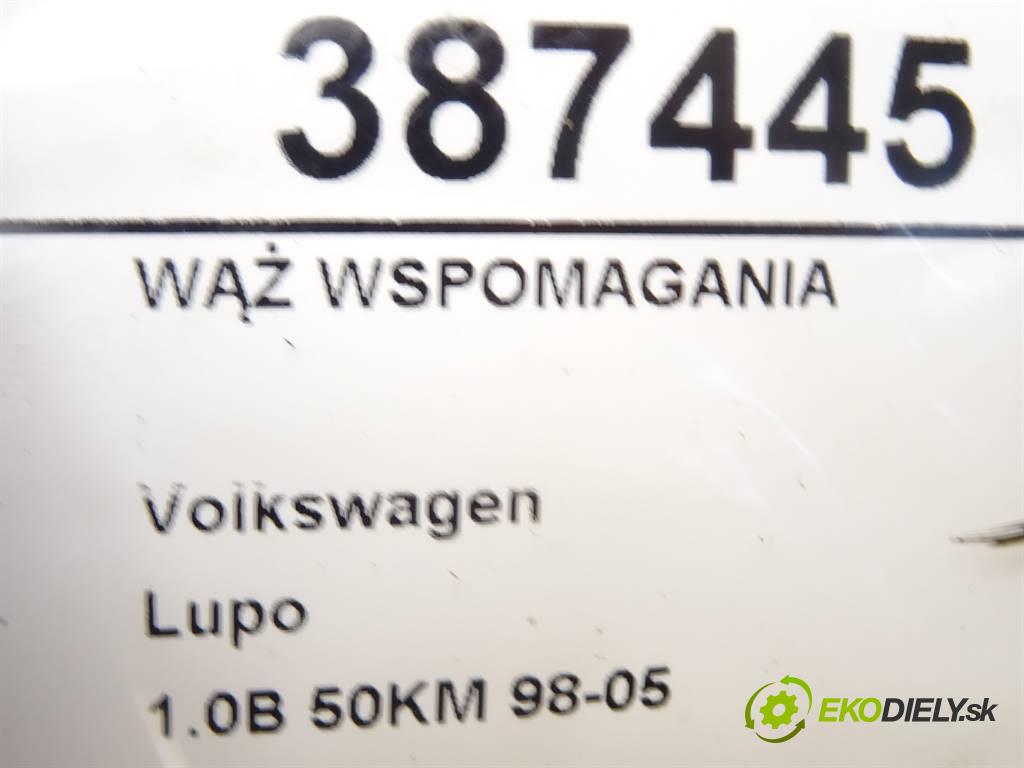 387445
WĄŻ WSPOMAGANIA
Volkswagen
Lupo
1.0B 50KM 98-05
EKODIELY.sk